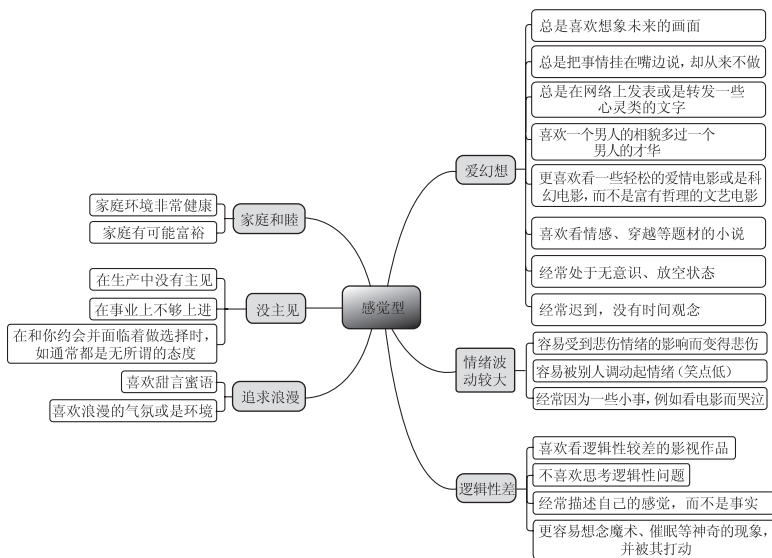 感觉型
爱幻想
总是喜欢想象未来的画面
总是把事情挂在嘴边说，却从来不做
总是在网络上发表或是转发一些
心灵类的文字
喜欢一个男人的相貌多过一个
男人的才华
更喜欢看一些轻松的爱情电影或是科
幻电影，而不是富有哲理的文艺电影
喜欢看情感、穿越等题材的小说
经常处于无意识、放空状态
经常迟到，没有时间观念
情绪波
动较大
容易受到悲伤情绪的影响而变得悲伤
容易被别人调动起情绪（笑点低）
经常因为一些小事，例如看电影而哭泣
逻辑性差
喜欢看逻辑性较差的影视作品
不喜欢思考逻辑性问题
经常描述自己的感觉，而不是事实
更容易想念魔术、催眠等神奇的现象，
并被其打动
家庭和睦
家庭环境非常健康
家庭有可能富裕
没主见
在生产中没有主见
在事业上不够上进
在和你约会并面临着做选择时，
如通常都是无所谓的态度
追求浪漫
喜欢甜言蜜语
喜欢浪漫的气氛或是环境